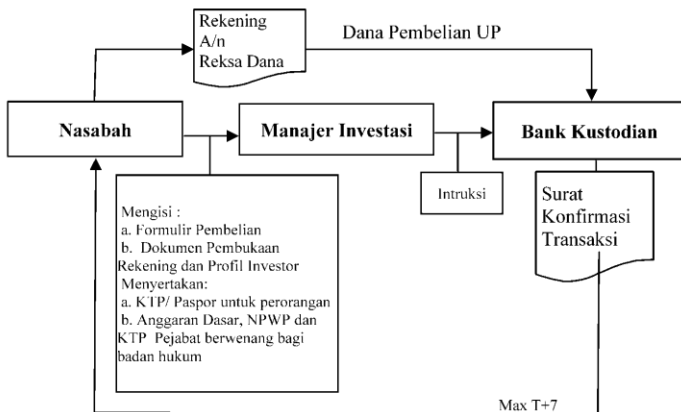 Rekening
A/n
Reksa Dana
Dana Pembelian UP
Nasabah
Manajer Investasi
Bank Kustodian
Intruksi
Surat
Konfirmasi
Transaksi
Mengisi :
a. Formulir Pembelian
b. Dokumen Pembukaan
Rekening dan Profil Investor
Menyertakan:
a. KTP/ Paspor untuk perorangan
b. Anggaran Dasar, NPWP dan
KTP Pejabat berwenang bagi
badan hukum
Max T+7